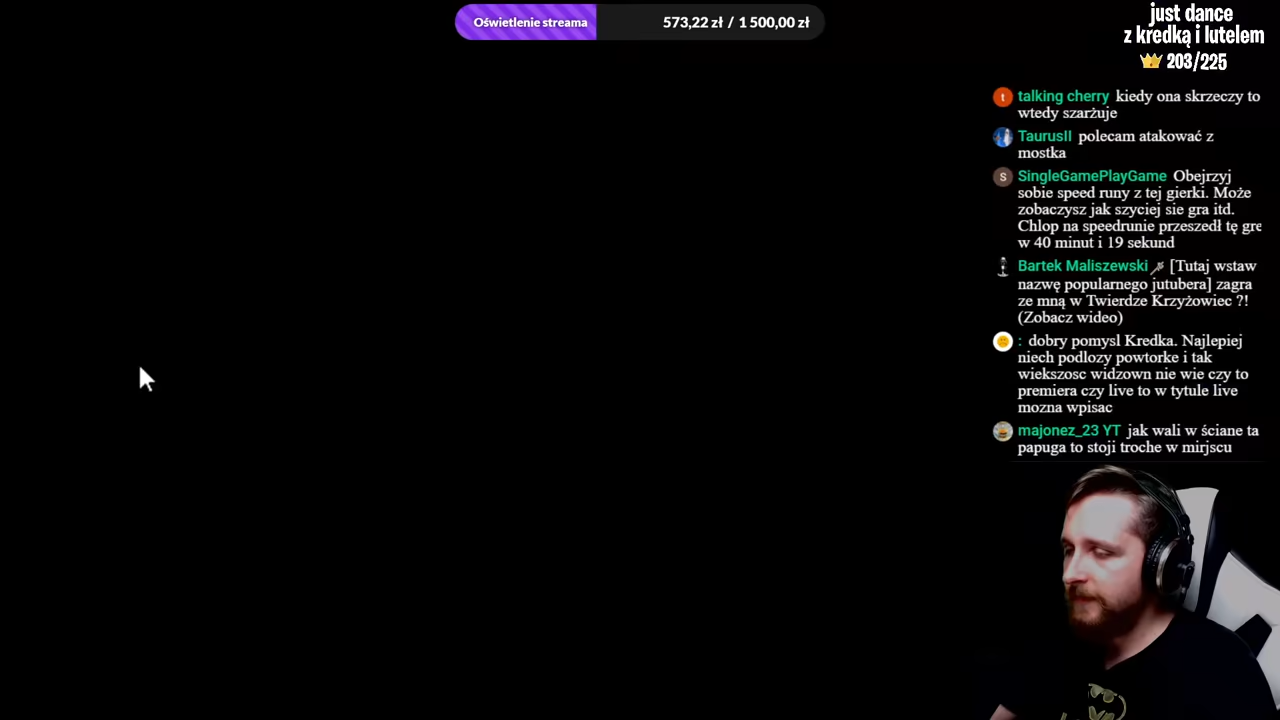 Oświetlenie streama 573,22 zł / 1 500,00 zł
just dance
z kredką i lutelem
203/225
talking cherry kiedy ona skrzeczy to
wtedy szarżuje
TaurusII polecam atakować z
mostka
S SingleGamePlayGame Obejrzyj
sobie speed runy z tej gierki. Może
zobaczysz jak szyciej sie gra itd.
Chlop na speedrunie przeszedł tę gre
w 40 minut i 19 sekund
Bartek Maliszewski [Tutaj wstaw
nazwę popularnego jutubera] zagra
ze mną w Twierdze Krzyżowiec ?!
(Zobacz wideo)
: dobry pomysl Kredka. Najlepiej
niech podlozy powtorke i tak
wiekszosc widzown nie wie czy to
premiera czy live to w tytule live
mozna wpisac
majonez_23 YT jak wali w ściane ta
papuga to stoji troche w mirjscu